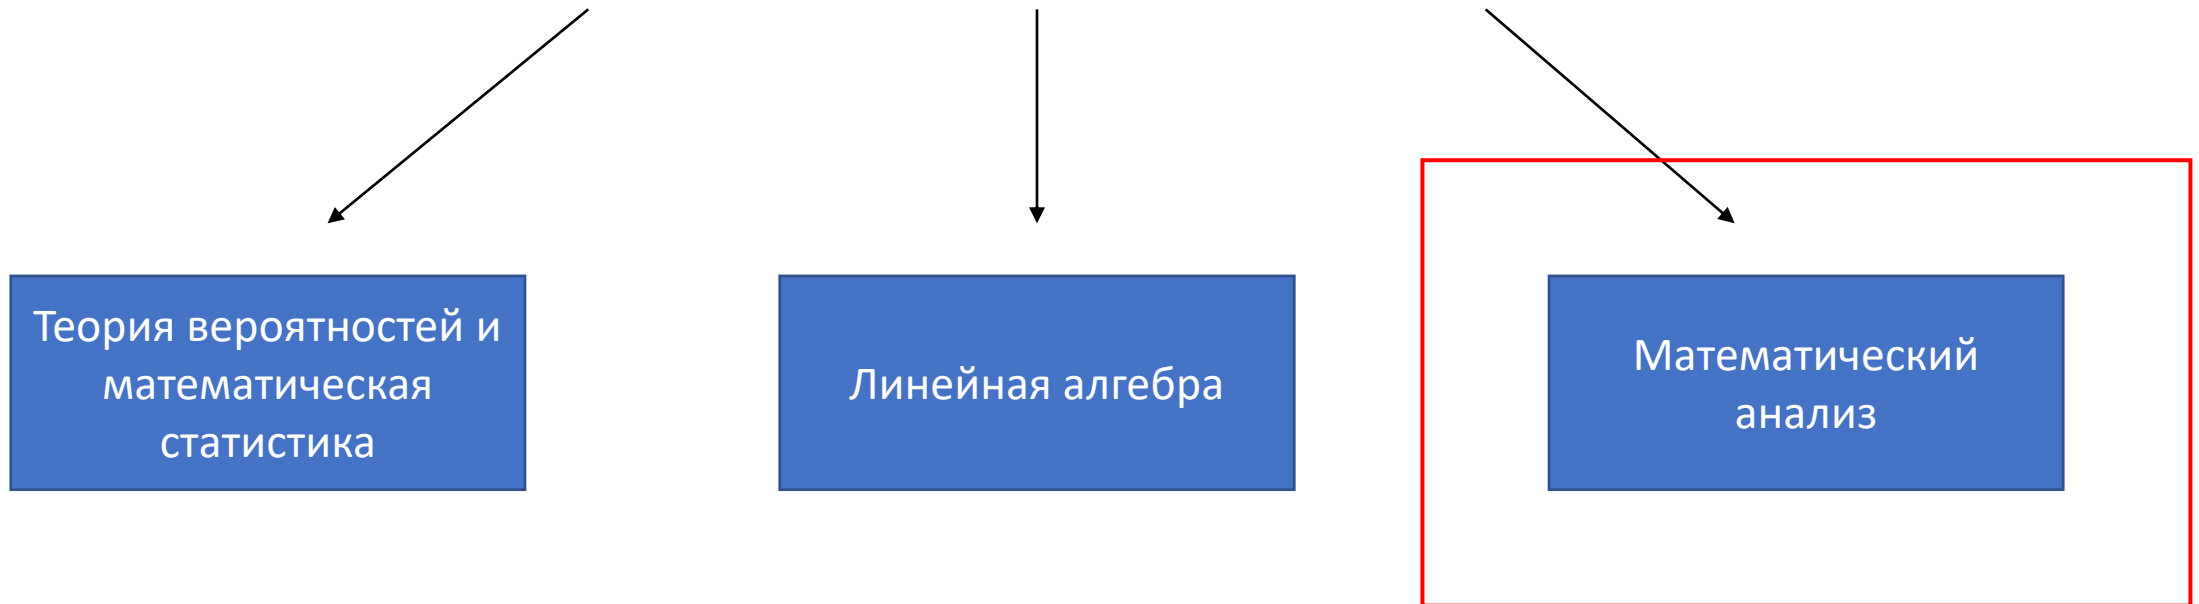 Теория вероятностей и
математическая
статистика
Линейная алгебра
Математический
анализ